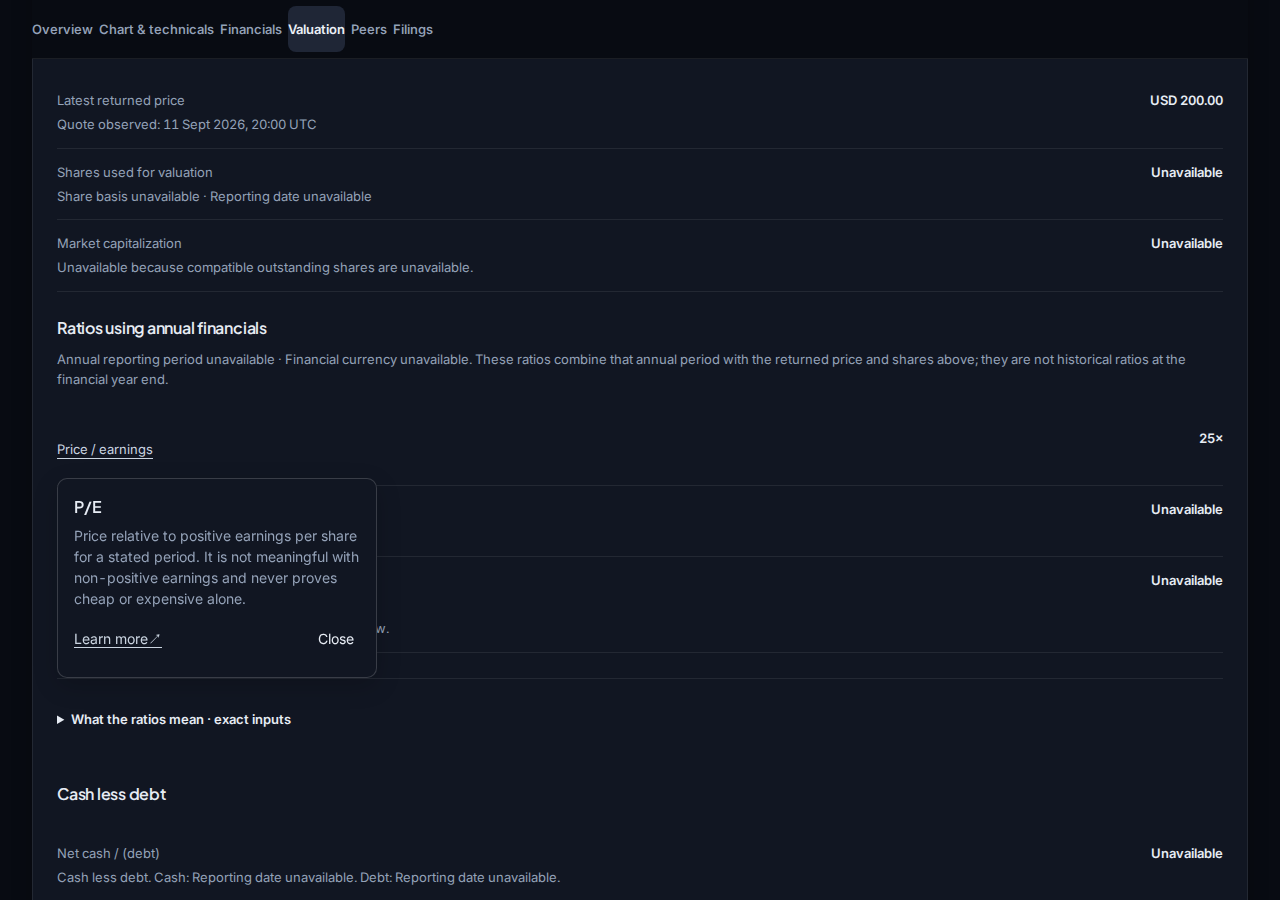 Overview Chart & technicals Financials Valuation Peers Filings
Latest returned price USD 200.00
Quote observed: 11 Sept 2026, 20:00 UTC
Shares used for valuation Unavailable
Share basis unavailable · Reporting date unavailable
Market capitalization Unavailable
Unavailable because compatible outstanding shares are unavailable.
Ratios using annual financials
Annual reporting period unavailable · Financial currency unavailable. These ratios combine that annual period with the returned price and shares above; they are not historical ratios at the
financial year end.
Price / earnings 25×
P/E
Price relative to positive earnings per share
for a stated period. It is not meaningful with
non-positive earnings and never proves
cheap or expensive alone.
Learn more↗ Close
Unavailable
Unavailable
w.
▶ What the ratios mean · exact inputs
Cash less debt
Net cash / (debt) Unavailable
Cash less debt. Cash: Reporting date unavailable. Debt: Reporting date unavailable.